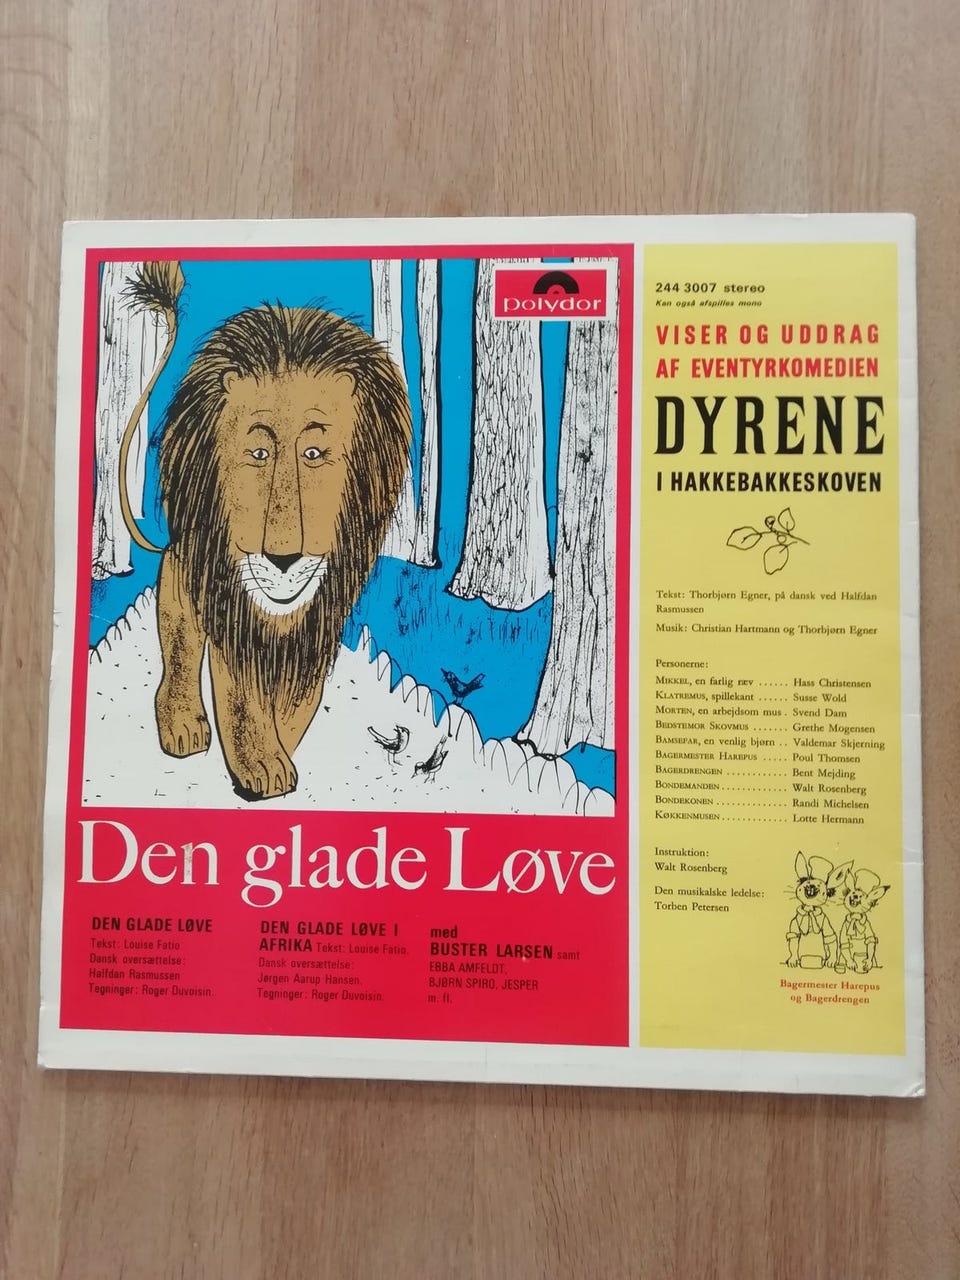 polydor
Den glade Løve
DEN GLADE LØVE
Tekst: Louise Fatio
Dansk oversættelse:
Halfdan Rasmussen
Tegninger: Roger Duvoisin.
DEN GLADE LØVE I
AFRIKA Tekst: Louise Fatio.
Dansk oversættelse:
Jørgen Aarup Hansen.
Tegninger: Roger Duvoisin.
med
BUSTER LARSEN samt
EBBA AMFELDT,
BJØRN SPIRO, JESPER
m. fl.
244 3007 stereo
Kan også afspilles mono
VISER OG UDDRAG
AF EVENTYRKOMEDIEN
DYRENE
I HAKKEBAKKESKOVEN
Tekst: Thorbjørn Egner, på dansk ved Halfdan
Rasmussen
Musik: Christian Hartmann og Thorbjørn Egner
Personerne:
MIKKEL, en farlig ræv ...... Hass Christensen
KLATREMUS, spillekant ...... Susse Wold
MORTEN, en arbejdsom mus . Svend Dam
BEDSTEMOR SKOVMUS ....... Grethe Mogensen
BAMSEFAR, en venlig bjørn .. Valdemar Skjerning
BAGERMESTER HAREPUS ..... Poul Thomsen
BAGERDRENGEN ............ Bent Mejding
BONDEMANDEN ............. Walt Rosenberg
BONDEKONEN .............. Randi Michelsen
KØKKENMUSEN ............. Lotte Hermann
Instruktion:
Walt Rosenberg
Den musikalske ledelse:
Torben Petersen
Bagermester Harepus
og Bagerdrengen